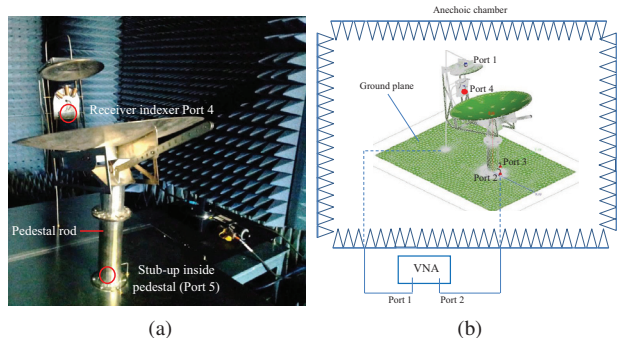 Receiver indexer Port 4
Pedestal rod
Stub-up inside
pedestal (Port 5)
(a)
Anechoic chamber
Port 1
Port 4
Ground plane
Port 3
Port 2
VNA
Port 1
Port 2
(b)